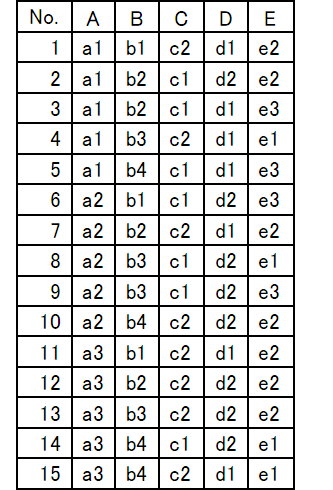 No. A B C D E
1 a1 b1 c2 d1 e2
2 a1 b2 c1 d2 e2
3 a1 b2 c1 d1 e3
4 a1 b3 c2 d1 e1
5 a1 b4 c1 d1 e3
6 a2 b1 c1 d2 e3
7 a2 b2 c2 d1 e2
8 a2 b3 c1 d2 e1
9 a2 b3 c1 d2 e3
10 a2 b4 c2 d2 e2
11 a3 b1 c2 d1 e2
12 a3 b2 c2 d2 e2
13 a3 b3 c2 d2 e2
14 a3 b4 c1 d2 e1
15 a3 b4 c2 d1 e1